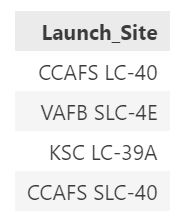 Launch_Site
CCAFS LC-40
VAFB SLC-4E
KSC LC-39A
CCAFS SLC-40